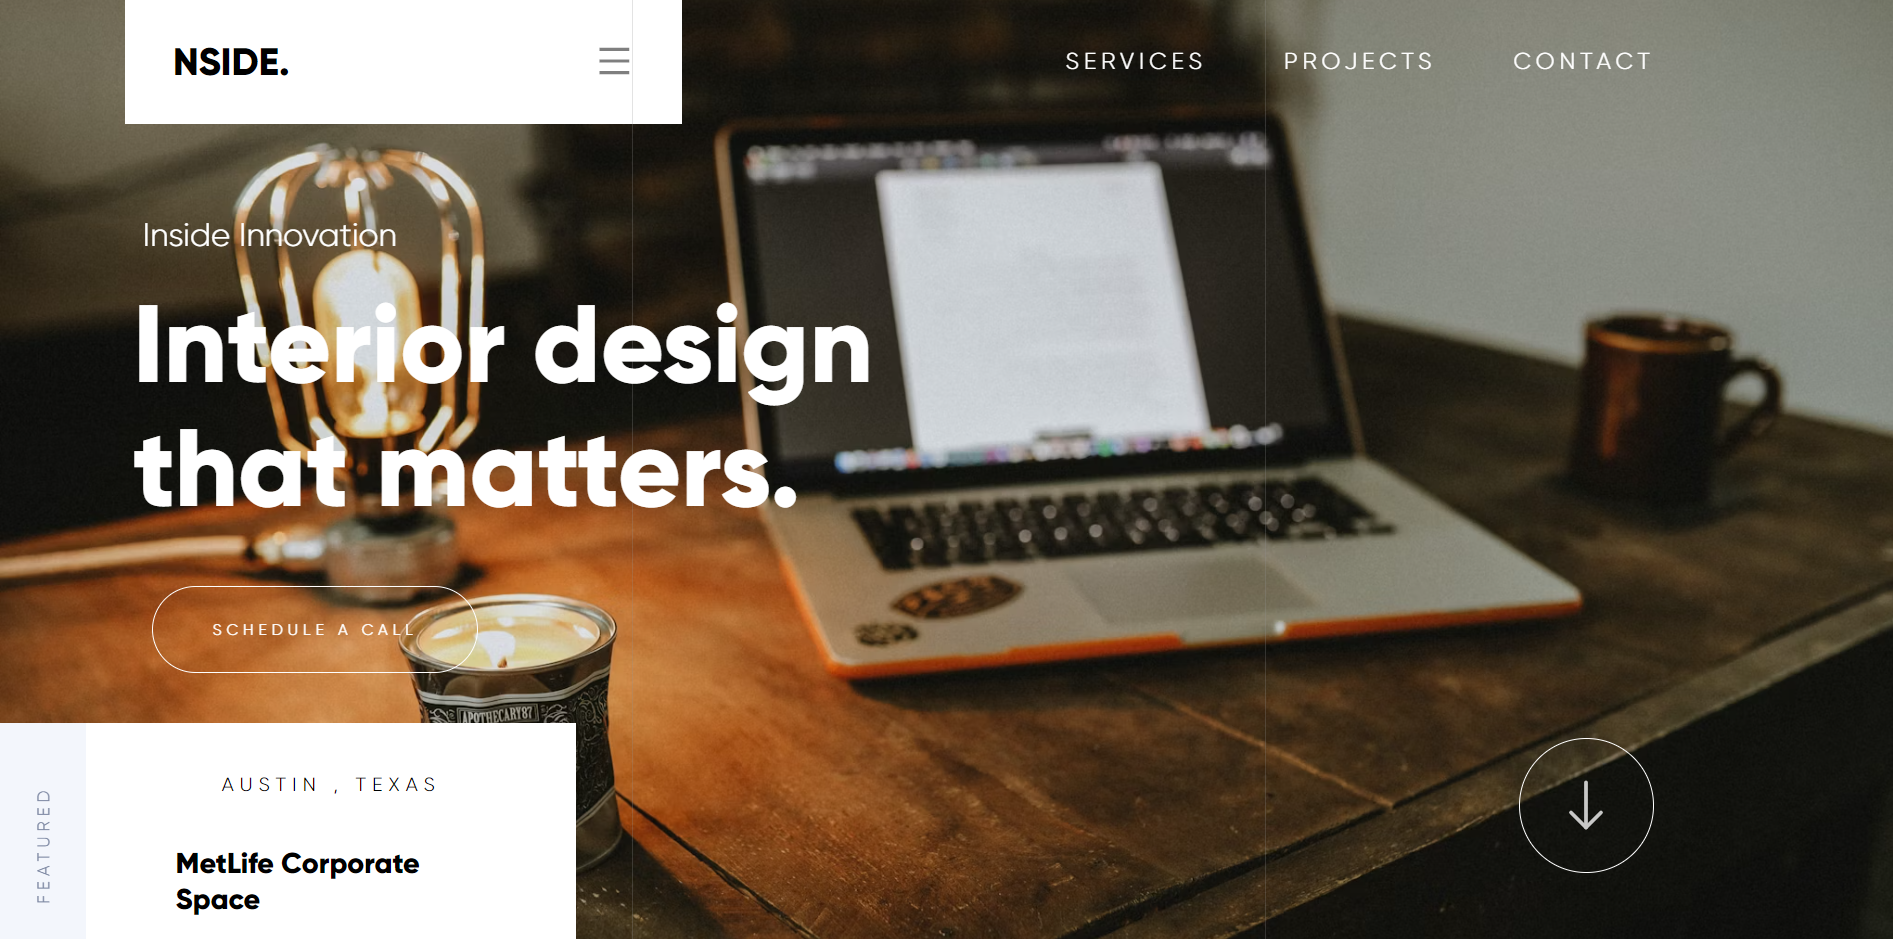 NSIDE.
SERVICES
PROJECTS
CONTACT
Inside Innovation
Interior design
that matters.
SCHEDULE A CALL
APOTHECARY87
FEATURED
AUSTIN , TEXAS
MetLife Corporate
Space